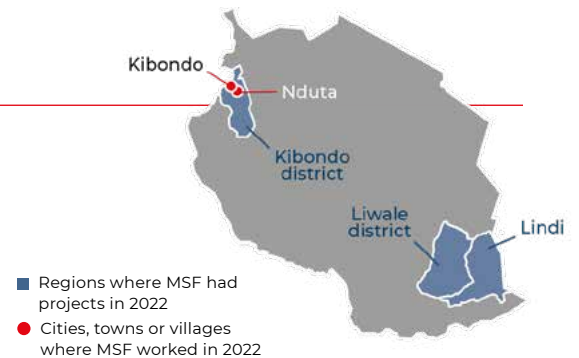 Kibondo
Nduta
Kibondo
district
Liwale
district
Lindi
Regions where MSF had
projects in 2022
Cities, towns or villages
where MSF worked in 2022